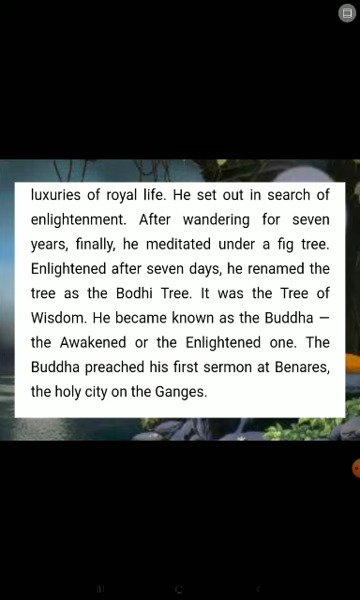 luxuries of royal life. He set out in search of
enlightenment. After wandering for seven
years, finally, he meditated under a fig tree.
Enlightened after seven days, he renamed the
tree as the Bodhi Tree. It was the Tree of
Wisdom. He became known as the Buddha —
the Awakened or the Enlightened one. The
Buddha preached his first sermon at Benares,
the holy city on the Ganges.